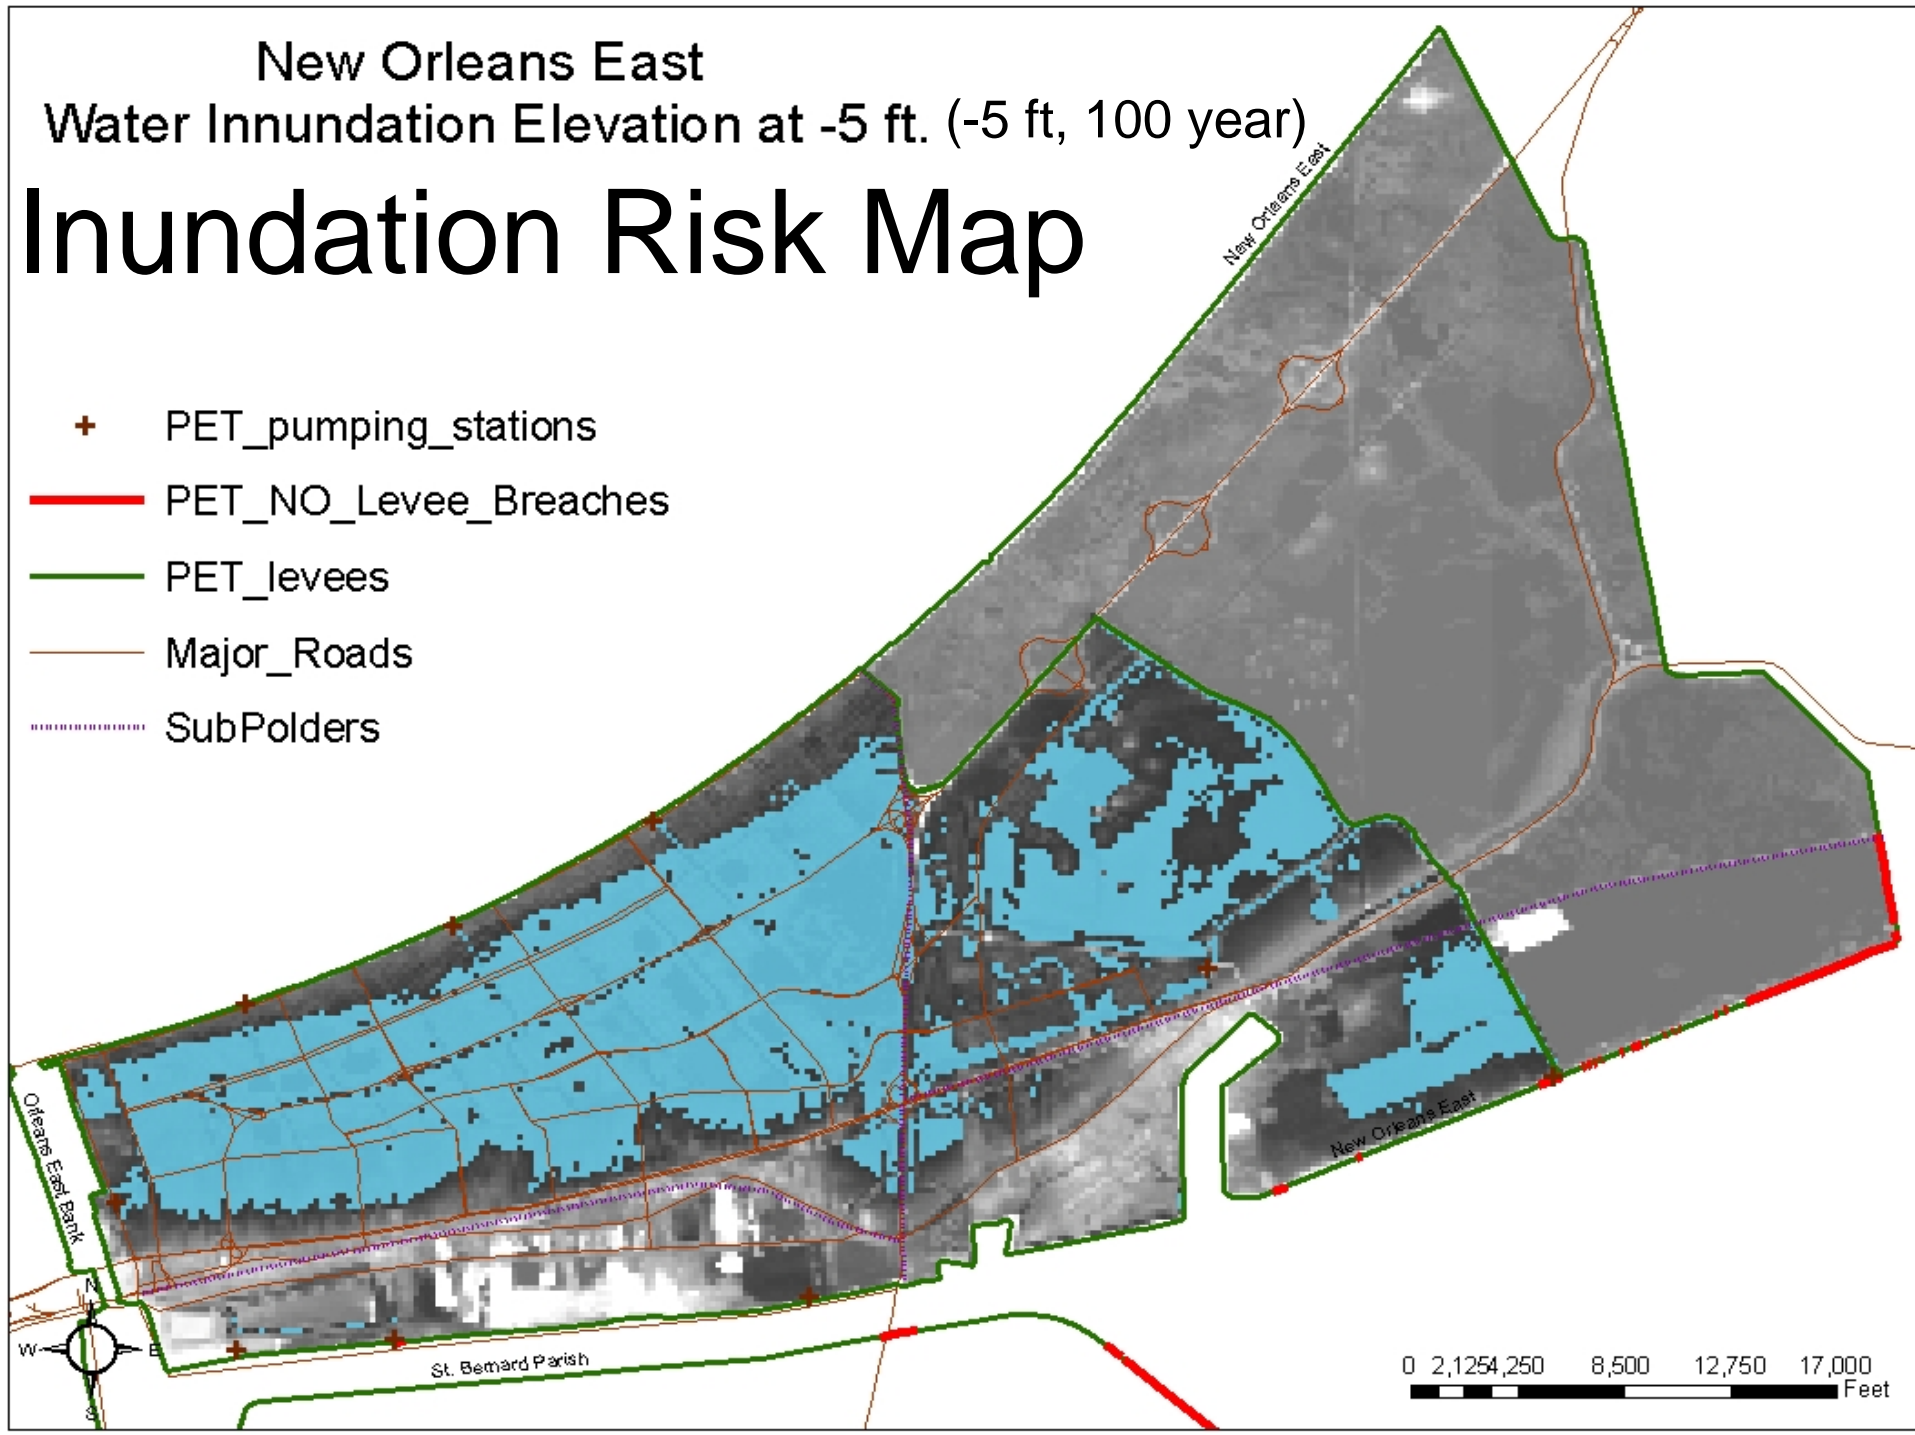 New Orleans East
Water Innundation Elevation at -5 ft. (-5 ft, 100 year)
Inundation Risk Map
PET_pumping_stations
PET_NO_Levee_Breaches
PET_levees
Major_Roads
SubPolders
New Orleans East
New Orleans East
Orleans East Bank
St. Bernard Parish
N
W E
S
0 2,125 4,250 8,500 12,750 17,000
Feet